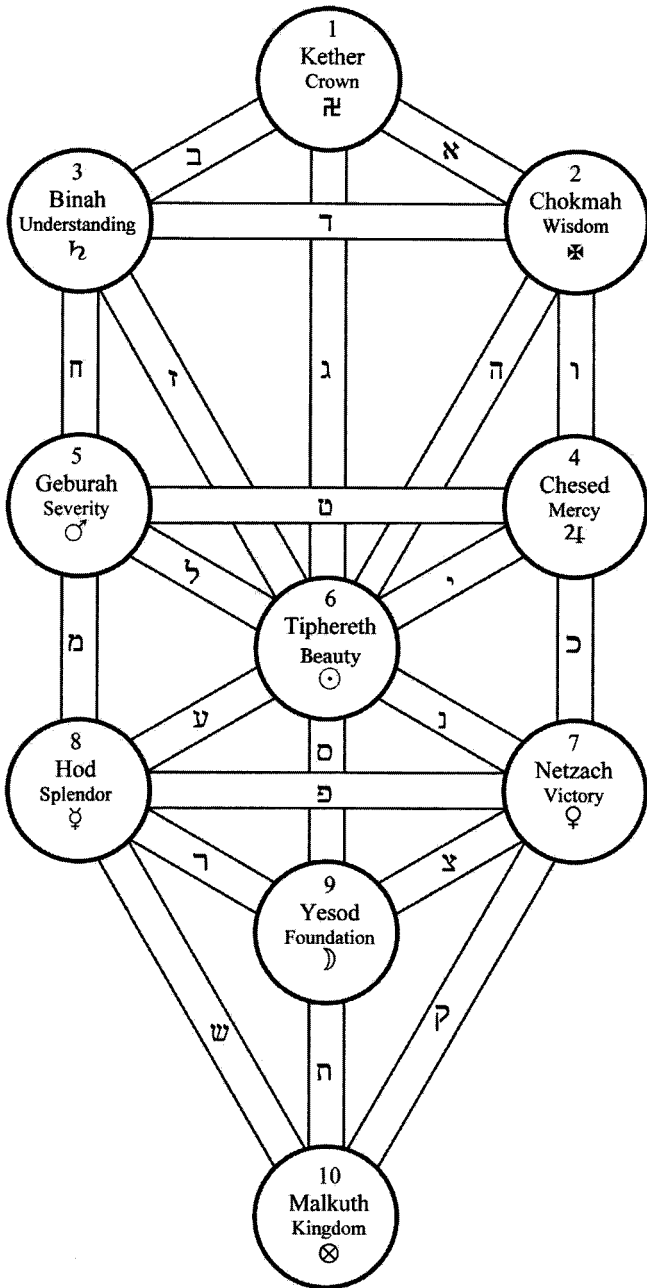 1
Kether
Crown
卍
ב
א
3
Binah
Understanding
♄
ד
2
Chokmah
Wisdom
✠
ח
ז
ג
ה
ו
5
Geburah
Severity
♂
ט
4
Chesed
Mercy
♃
ל
י
6
Tiphereth
Beauty
☉
מ
כ
ע
נ
ס
8
Hod
Splendor
☿
פ
7
Netzach
Victory
♀
ר
צ
9
Yesod
Foundation
☽
ש
ת
ק
10
Malkuth
Kingdom
⊗